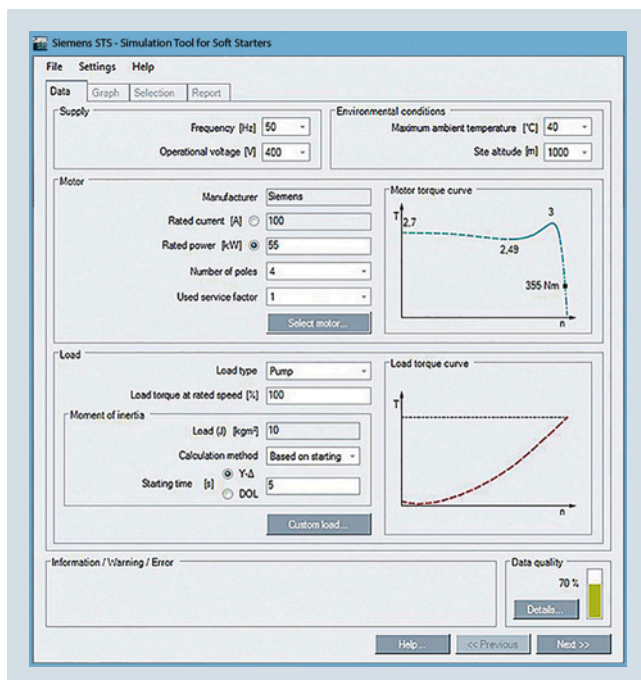 Siemens STS - Simulation Tool for Soft Starters
File Settings Help
Data Graph Selection Report
Supply
Frequency [Hz] 50
Operational voltage [V] 400
Environmental conditions
Maximum ambient temperature [°C] 40
Site altitude [m] 1000
Motor
Manufacturer Siemens
Rated current [A] 100
Rated power [kW] 55
Number of poles 4
Used service factor 1
Select motor...
Motor torque curve
T
2,7
3
2,49
355 Nm
n
Load
Load type Pump
Load torque at rated speed [%] 100
Moment of inertia
Load (J) [kgm²] 10
Calculation method Based on starting
Starting time [s] Y-Δ 5
DOL
Custom load...
Load torque curve
T
n
Information / Warning / Error
Data quality
70 %
Details...
Help... << Previous Next >>